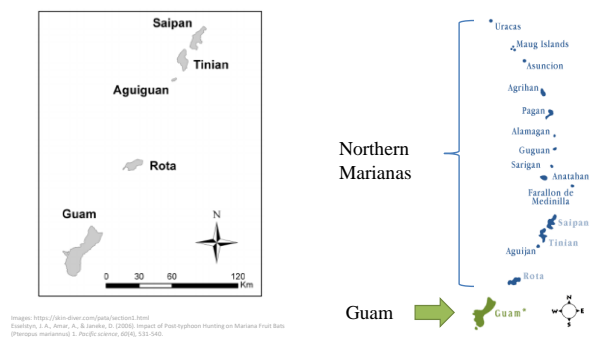 Saipan
Tinian
Aguiguan
Rota
Guam
N
0 30 60 120
Km
Uracas
Maug Islands
Asuncion
Agrihan
Pagan
Alamagan
Guguan
Sarigan
Anatahan
Farallon de
Medinilla
Saipan
Tinian
Aguijan
Rota
Northern
Marianas
Guam
Guam*
N
W E
S
Images: https://skin-diver.com/pata/section1.html
Esselstyn, J. A., Amar, A., & Janeke, D. (2006). Impact of Post-typhoon Hunting on Mariana Fruit Bats
(Pteropus mariannus) 1. Pacific science, 60(4), 531-540.